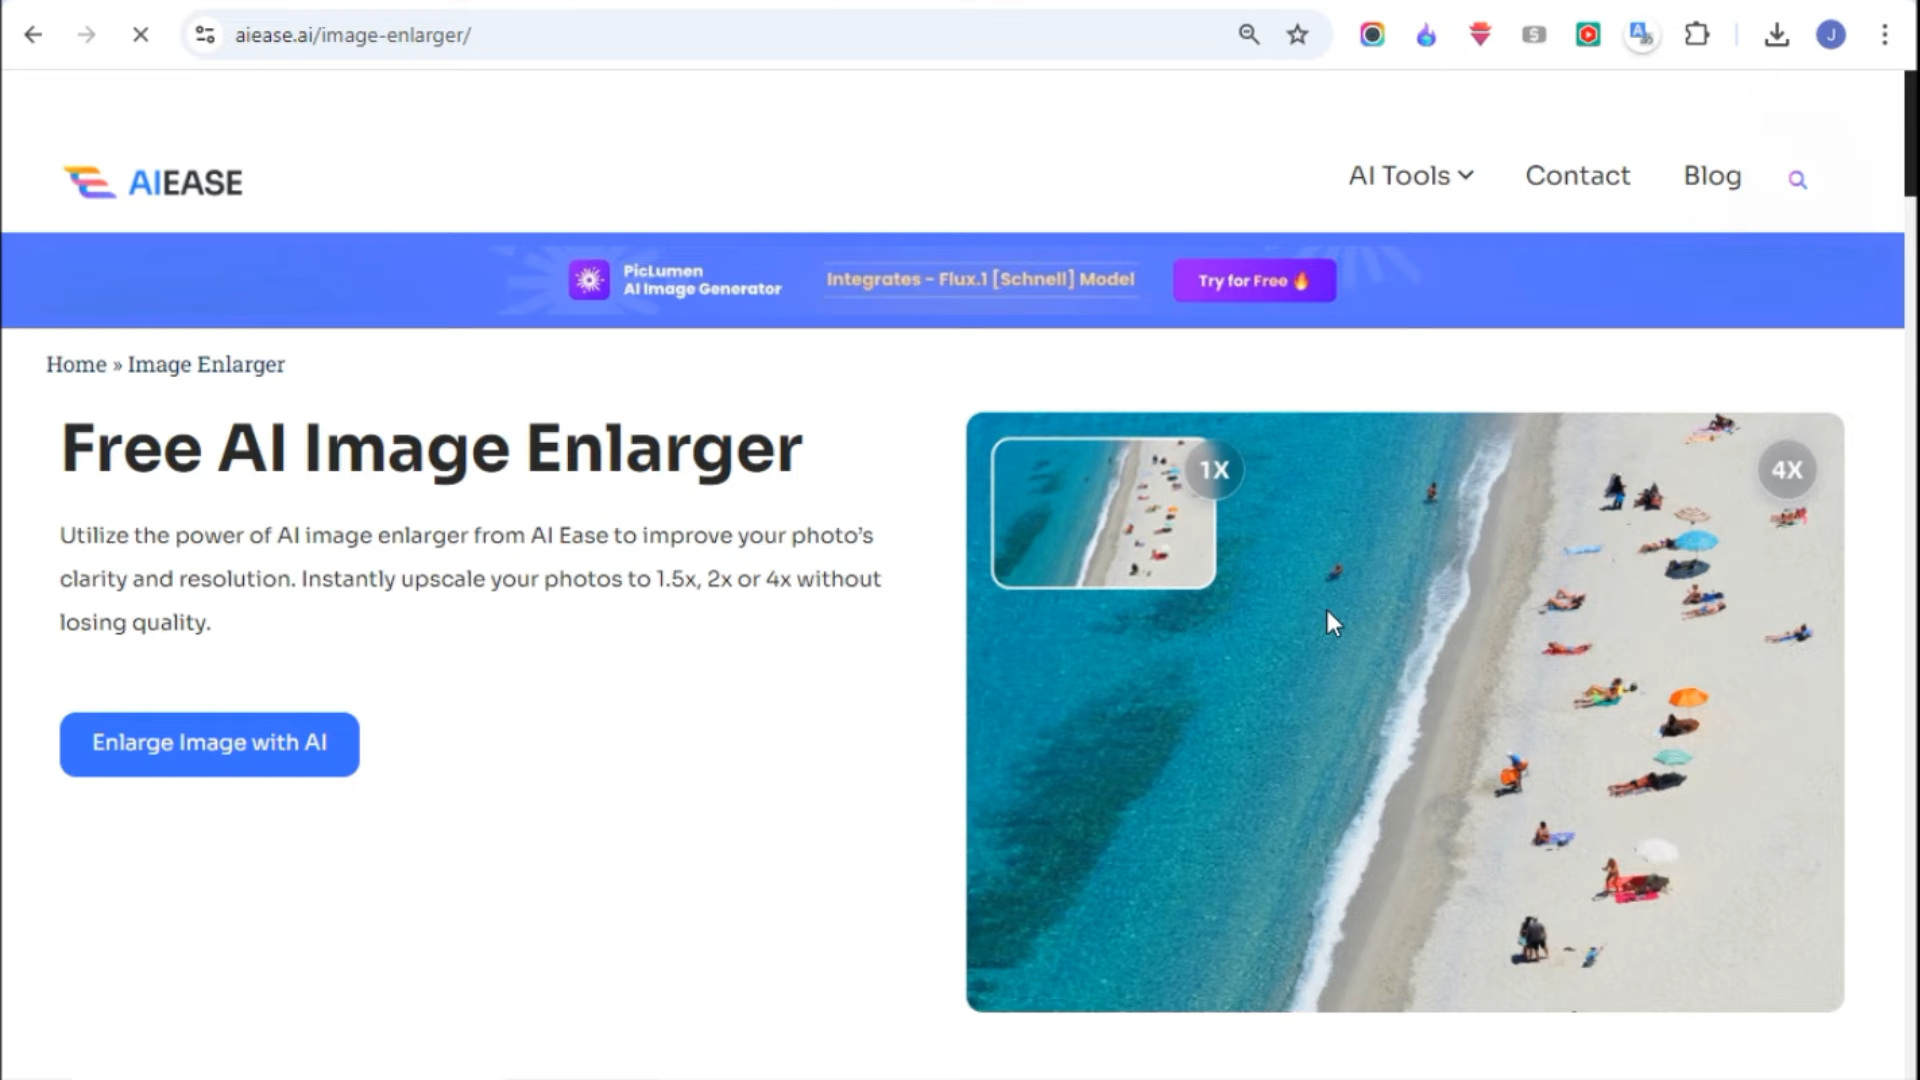 aiease.ai/image-enlarger/
J
AIEASE
AI Tools
Contact
Blog
PicLumen
AI Image Generator
Integrates - Flux.1 [Schnell] Model
Try for Free
Home » Image Enlarger
Free AI Image Enlarger
Utilize the power of AI image enlarger from AI Ease to improve your photo's
clarity and resolution. Instantly upscale your photos to 1.5x, 2x or 4x without
losing quality.
Enlarge Image with AI
1X
4X